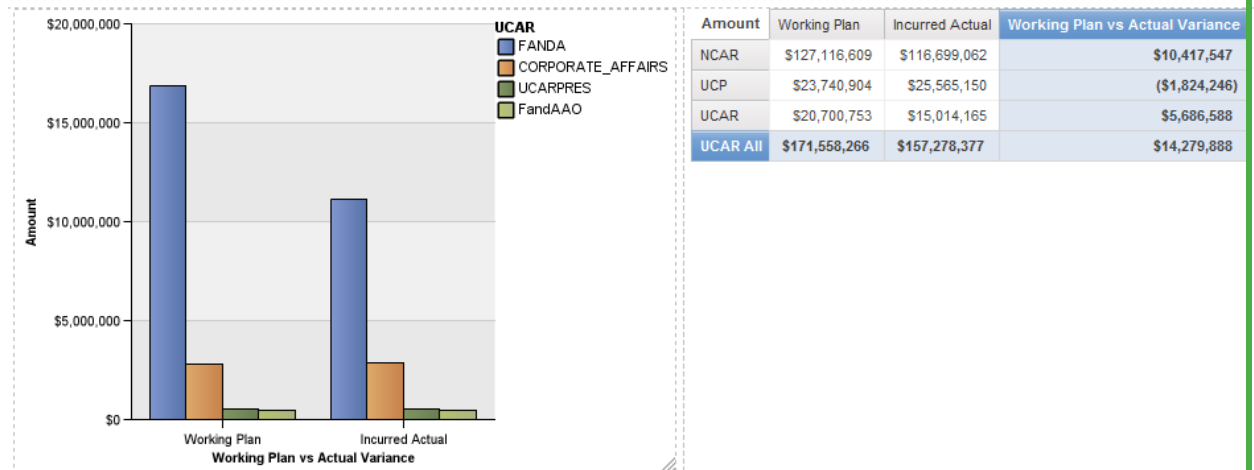 $20,000,000
$15,000,000
$10,000,000
$5,000,000
$0
Amount
Working Plan Incurred Actual
Working Plan vs Actual Variance
UCAR
FANDA
CORPORATE_AFFAIRS
UCARPRES
FandAAO
Amount Working Plan Incurred Actual Working Plan vs Actual Variance
NCAR $127,116,609 $116,699,062 $10,417,547
UCP $23,740,904 $25,565,150 ($1,824,246)
UCAR $20,700,753 $15,014,165 $5,686,588
UCAR All $171,558,266 $157,278,377 $14,279,888